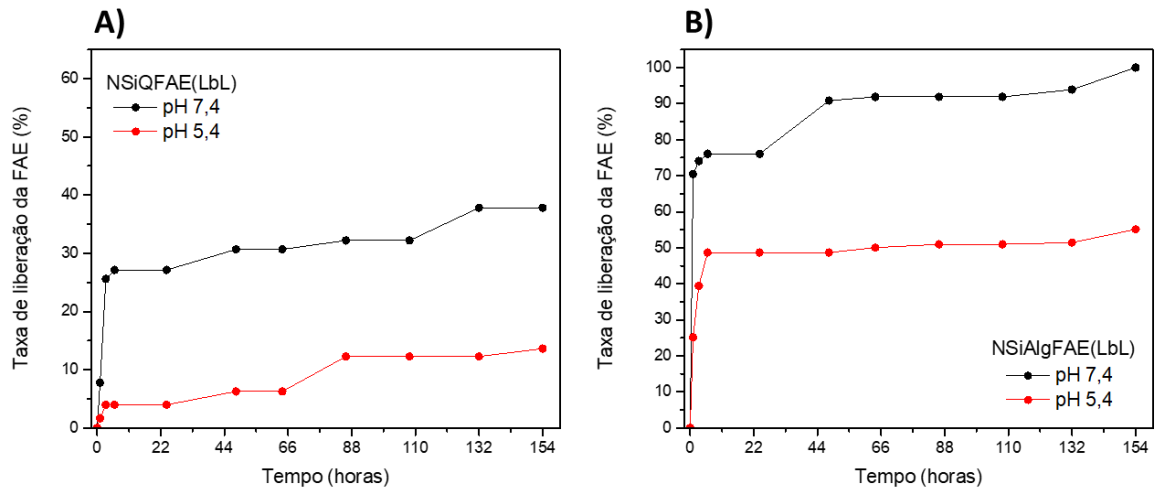 A)
Taxa de liberação da FAE (%)
60
50
40
30
20
10
0
NSiQFAE(LbL)
pH 7,4
pH 5,4
0 22 44 66 88 110 132 154
Tempo (horas)
B)
Taxa de liberação da FAE (%)
100
90
80
70
60
50
40
30
20
10
0
NSiAlgFAE(LbL)
pH 7,4
pH 5,4
0 22 44 66 88 110 132 154
Tempo (horas)